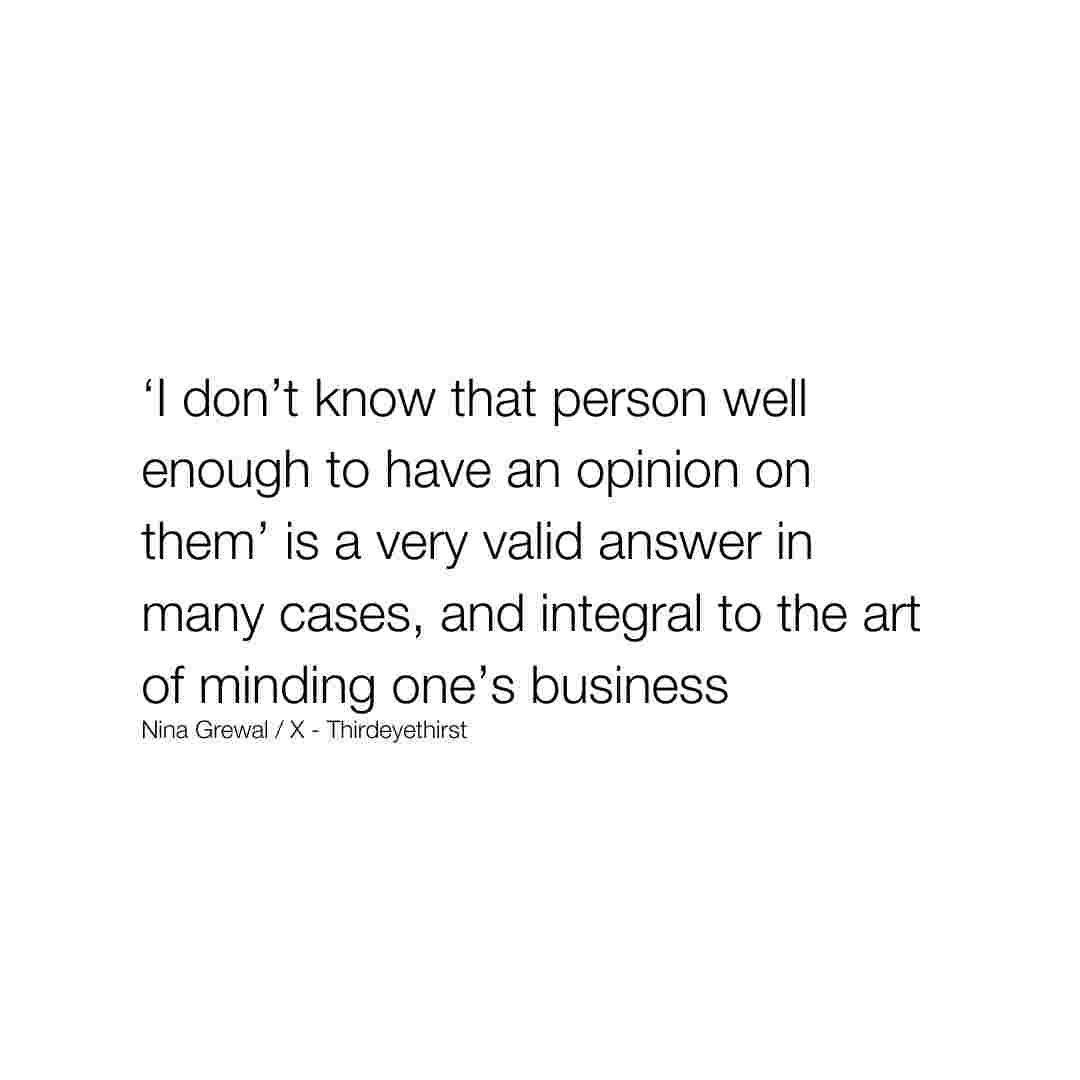 ‘I don’t know that person well
enough to have an opinion on
them’ is a very valid answer in
many cases, and integral to the art
of minding one’s business
Nina Grewal / X - Thirdeyethirst